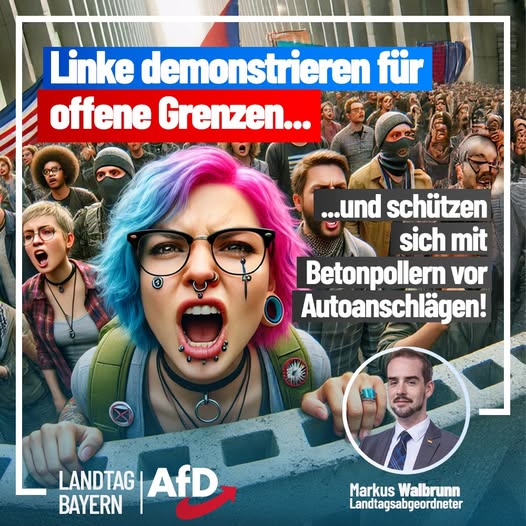 Linke demonstrieren für
offene Grenzen...
...und schützen
sich mit
Betonpollern vor
Autoanschlägen!
LANDTAG
BAYERN
AfD
Markus Walbrunn
Landtagsabgeordneter